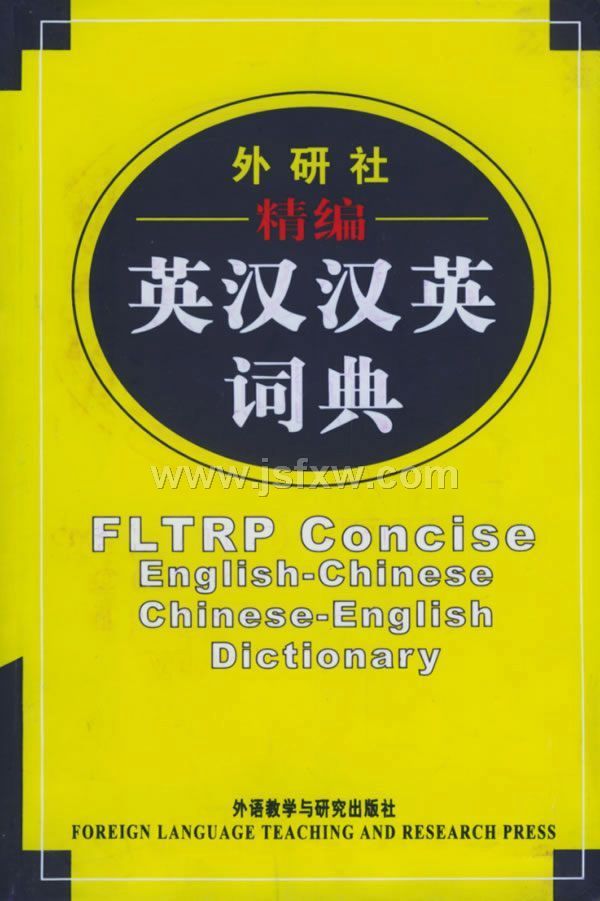 外研社
精编
英汉汉英
词典
www.jsfxw.com
FLTRP Concise
English-Chinese
Chinese-English
Dictionary
外语教学与研究出版社
FOREIGN LANGUAGE TEACHING AND RESEARCH PRESS